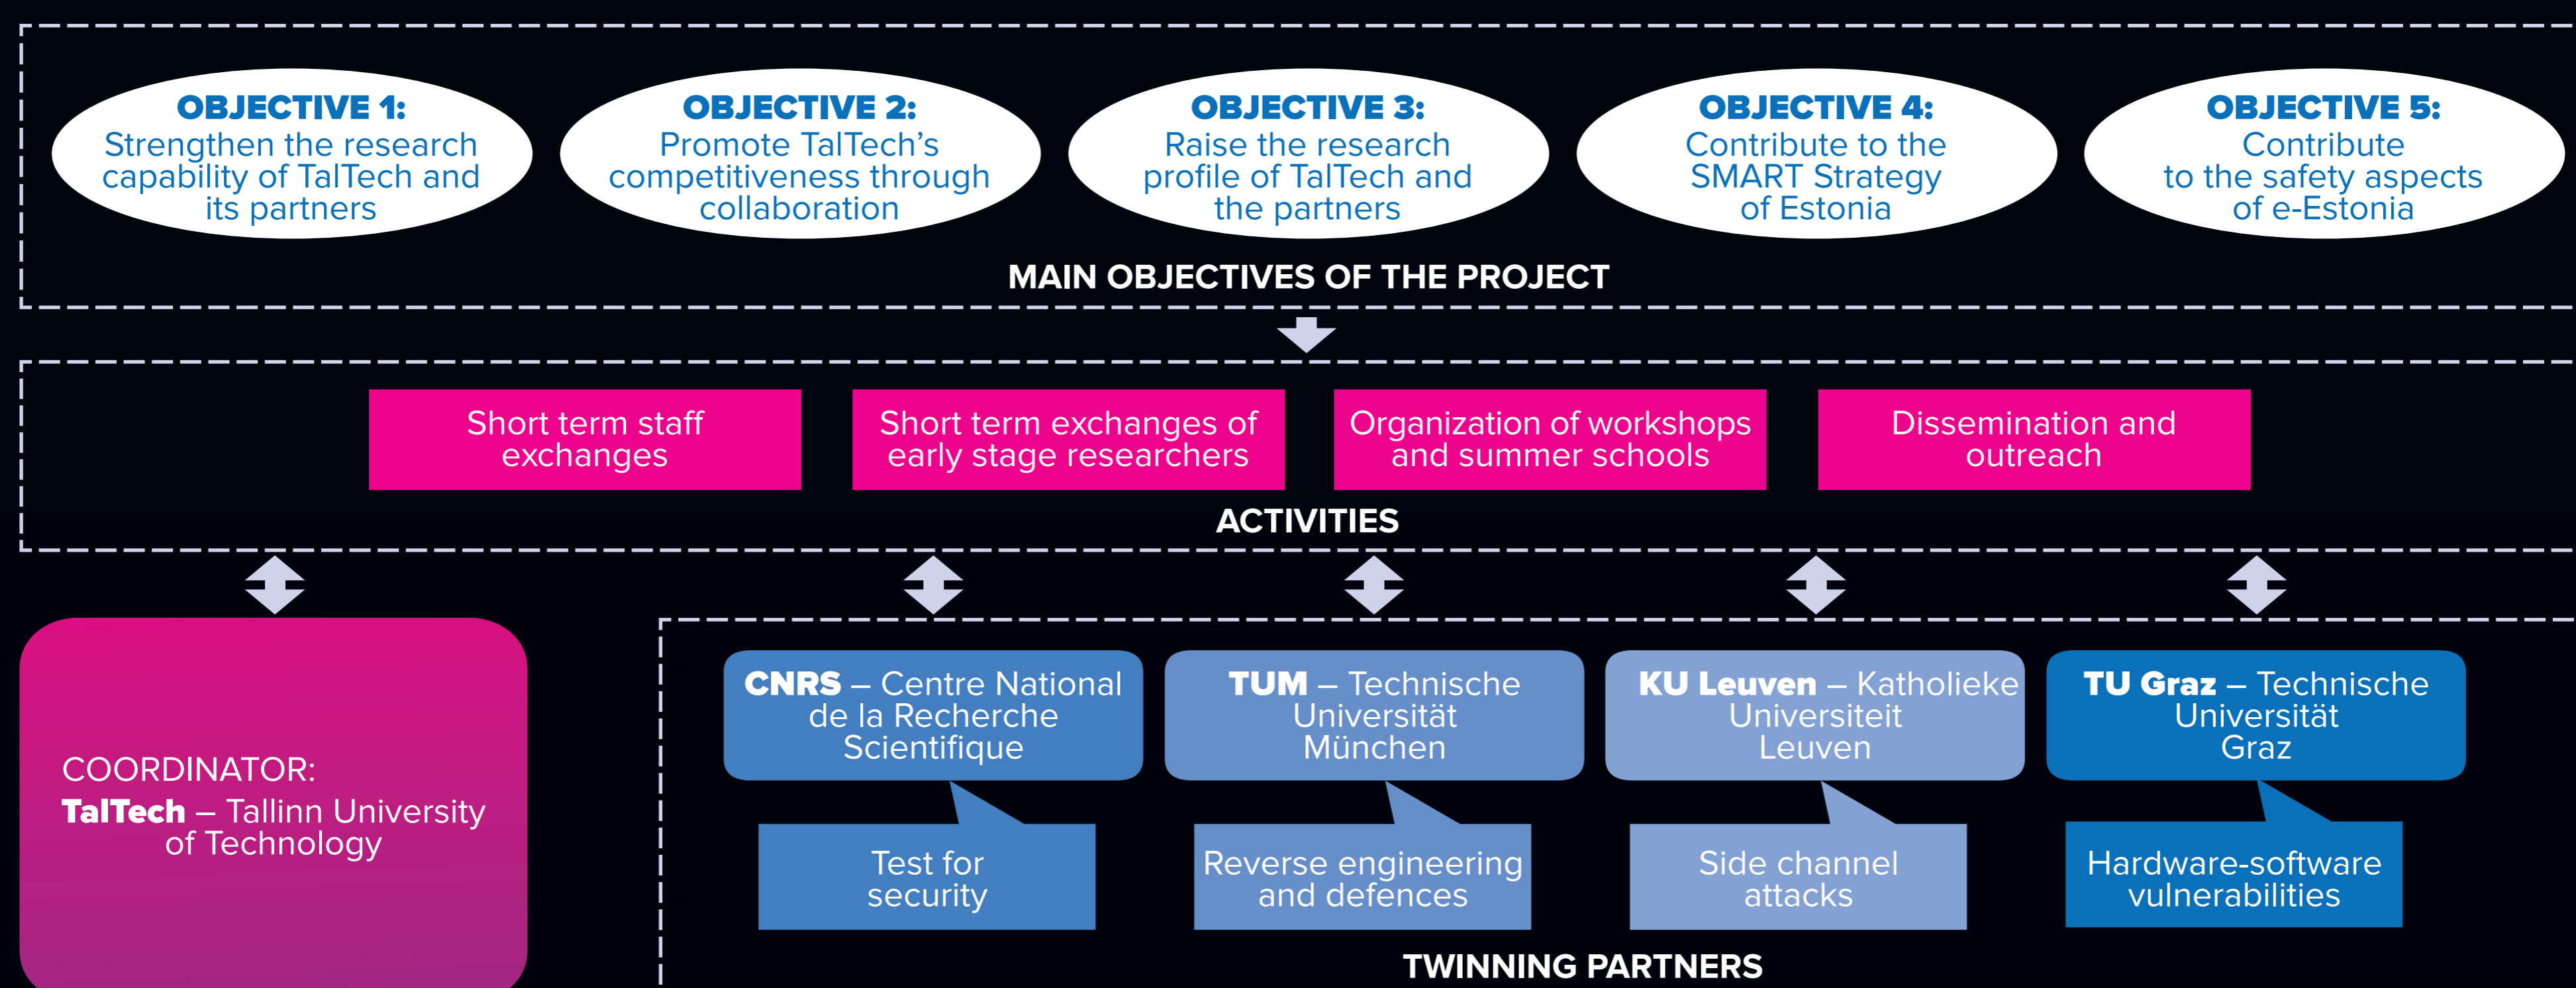 OBJECTIVE 1:
Strengthen the research
capability of TalTech and
its partners
OBJECTIVE 2:
Promote TalTech’s
competitiveness through
collaboration
OBJECTIVE 3:
Raise the research
profile of TalTech and
the partners
OBJECTIVE 4:
Contribute to the
SMART Strategy
of Estonia
OBJECTIVE 5:
Contribute
to the safety aspects
of e-Estonia
MAIN OBJECTIVES OF THE PROJECT
Short term staff
exchanges
Short term exchanges of
early stage researchers
Organization of workshops
and summer schools
Dissemination and
outreach
ACTIVITIES
COORDINATOR:
TalTech – Tallinn University
of Technology
CNRS – Centre National
de la Recherche
Scientifique
TUM – Technische
Universität
München
KU Leuven – Katholieke
Universiteit
Leuven
TU Graz – Technische
Universität
Graz
Test for
security
Reverse engineering
and defences
Side channel
attacks
Hardware-software
vulnerabilities
TWINNING PARTNERS